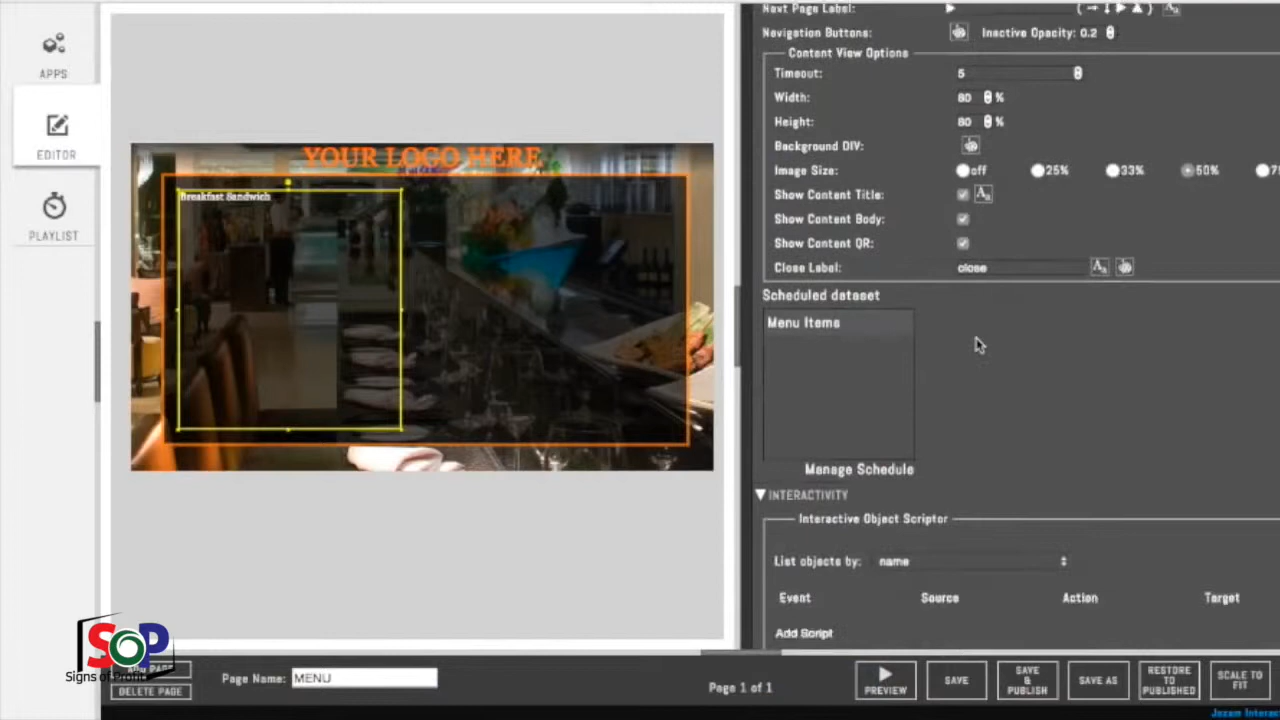 APPS
EDITOR
PLAYLIST
YOUR LOGO HERE
Breakfast Sandwich
Next Page Label:
Navigation Buttons: Inactive Opacity: 0.2
Content View Options
Timeout: 5
Width: 80 %
Height: 80 %
Background DIV:
Image Size: off 25% 33% 50%
Show Content Title: Aa
Show Content Body:
Show Content QR:
Close Label: close Aa
Scheduled dataset
Menu Items
Manage Schedule
INTERACTIVITY
Interactive Object Scriptor
List objects by: name
Event Source Action Target
Add Script
SOP
Signs of
DELETE PAGE
Page Name: MENU
Page 1 of 1
PREVIEW
SAVE
SAVE & PUBLISH
SAVE AS
RESTORE TO PUBLISHED
SCALE TO FIT